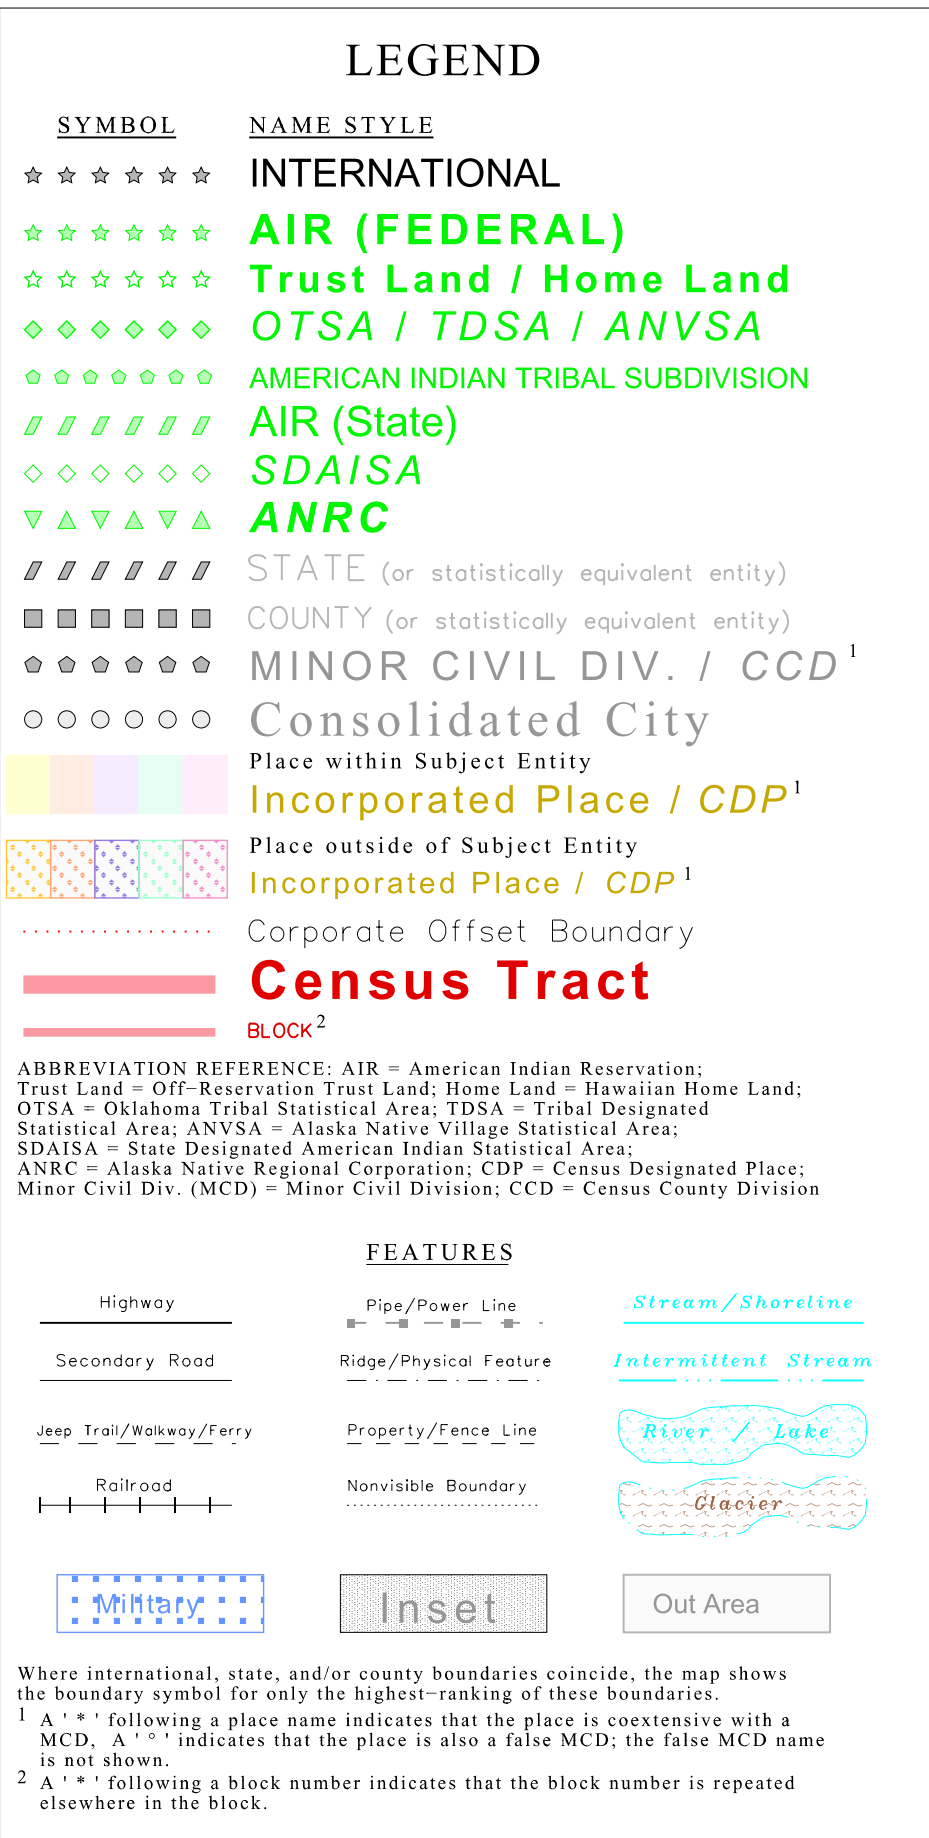 LEGEND
SYMBOL NAME STYLE
INTERNATIONAL
AIR (FEDERAL)
Trust Land / Home Land
OTSA / TDSA / ANVSA
AMERICAN INDIAN TRIBAL SUBDIVISION
AIR (State)
SDAISA
ANRC
STATE (or statistically equivalent entity)
COUNTY (or statistically equivalent entity)
MINOR CIVIL DIV. / CCD 1
Consolidated City
Place within Subject Entity
Incorporated Place / CDP 1
Place outside of Subject Entity
Incorporated Place / CDP 1
Corporate Offset Boundary
Census Tract
BLOCK 2
ABBREVIATION REFERENCE: AIR = American Indian Reservation;
Trust Land = Off−Reservation Trust Land; Home Land = Hawaiian Home Land;
OTSA = Oklahoma Tribal Statistical Area; TDSA = Tribal Designated
Statistical Area; ANVSA = Alaska Native Village Statistical Area;
SDAISA = State Designated American Indian Statistical Area;
ANRC = Alaska Native Regional Corporation; CDP = Census Designated Place;
Minor Civil Div. (MCD) = Minor Civil Division; CCD = Census County Division
FEATURES
Highway
Pipe/Power Line
Stream/Shoreline
Secondary Road
Ridge/Physical Feature
Intermittent Stream
Jeep Trail/Walkway/Ferry
Property/Fence Line
River / Lake
Railroad
Nonvisible Boundary
Glacier
Military
Inset
Out Area
Where international, state, and/or county boundaries coincide, the map shows
the boundary symbol for only the highest−ranking of these boundaries.
1 A ' * ' following a place name indicates that the place is coextensive with a
MCD, A ' ° ' indicates that the place is also a false MCD; the false MCD name
is not shown.
2 A ' * ' following a block number indicates that the block number is repeated
elsewhere in the block.